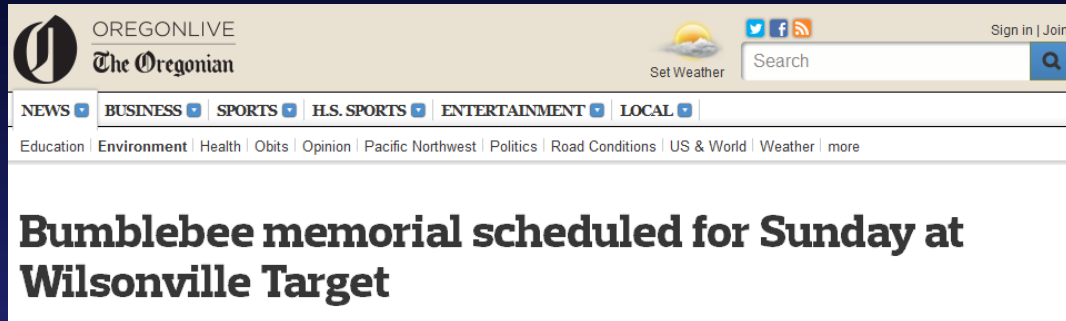 OREGONLIVE
The Oregonian
Set Weather
Sign in | Join
Search
NEWS BUSINESS SPORTS H.S. SPORTS ENTERTAINMENT LOCAL
Education | Environment | Health | Obits | Opinion | Pacific Northwest | Politics | Road Conditions | US & World | Weather | more
Bumblebee memorial scheduled for Sunday at
Wilsonville Target